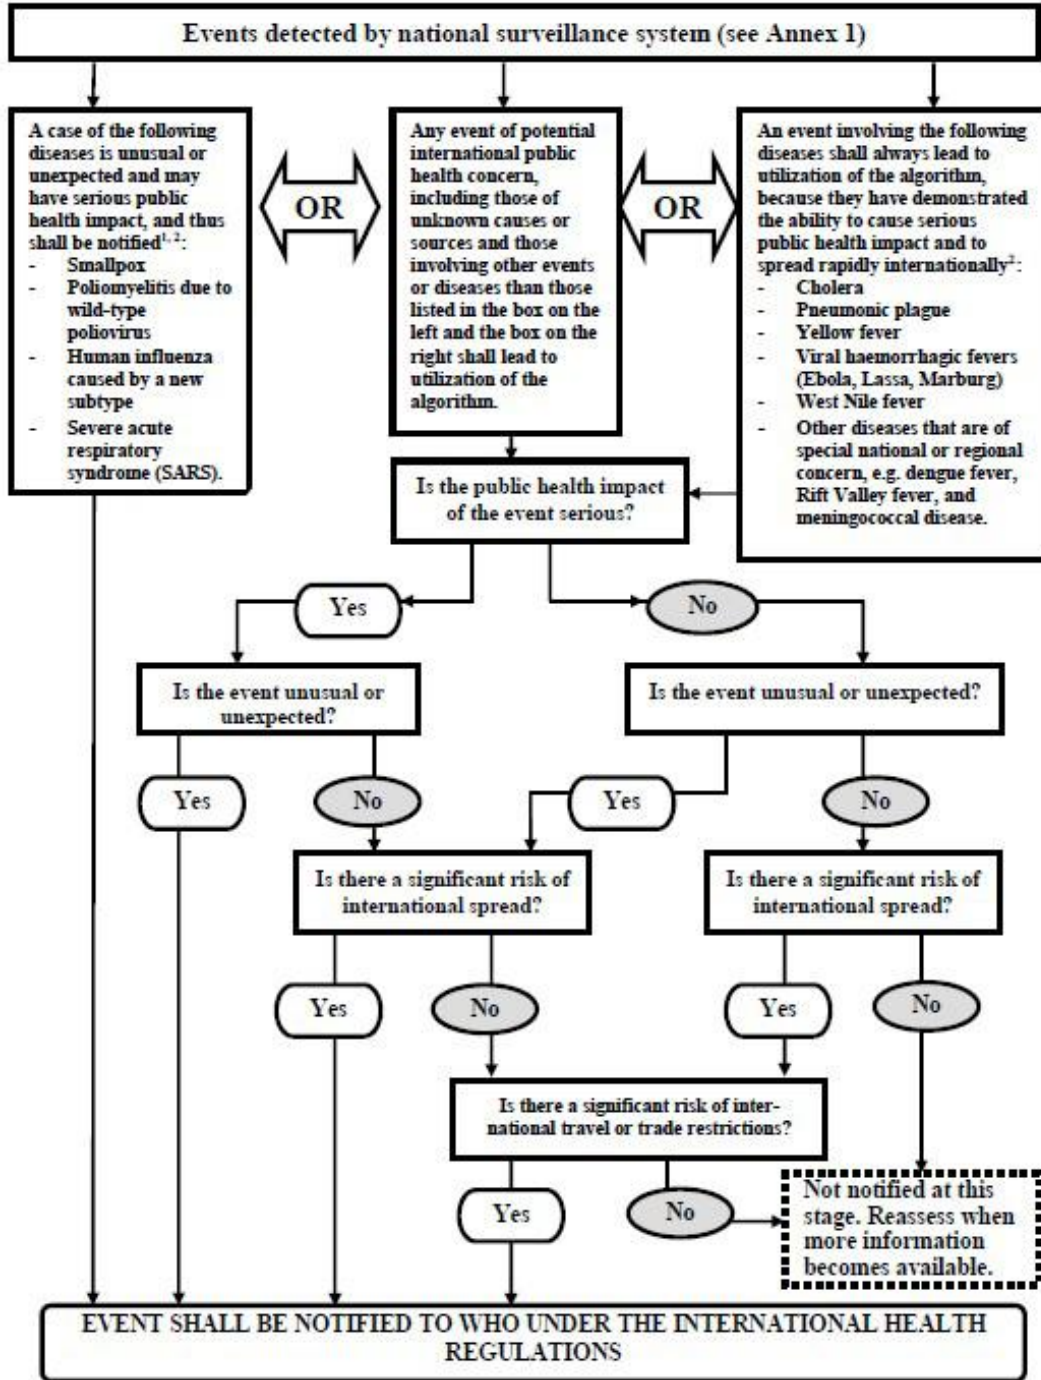 Events detected by national surveillance system (see Annex 1)
A case of the following
diseases is unusual or
unexpected and may
have serious public
health impact, and thus
shall be notified1, 2:
- Smallpox
- Poliomyelitis due to
wild-type
poliovirus
- Human influenza
caused by a new
subtype
- Severe acute
respiratory
syndrome (SARS).
OR
Any event of potential
international public
health concern,
including those of
unknown causes or
sources and those
involving other events
or diseases than those
listed in the box on the
left and the box on the
right shall lead to
utilization of the
algorithm.
OR
An event involving the following
diseases shall always lead to
utilization of the algorithm,
because they have demonstrated
the ability to cause serious
public health impact and to
spread rapidly internationally2:
- Cholera
- Pneumonic plague
- Yellow fever
- Viral haemorrhagic fevers
(Ebola, Lassa, Marburg)
- West Nile fever
- Other diseases that are of
special national or regional
concern, e.g. dengue fever,
Rift Valley fever, and
meningococcal disease.
Is the public health impact
of the event serious?
Yes
No
Is the event unusual or
unexpected?
Is the event unusual or unexpected?
Yes
No
Yes
No
Is there a significant risk of
international spread?
Is there a significant risk of
international spread?
Yes
No
Yes
No
Is there a significant risk of inter-
national travel or trade restrictions?
Yes
No
Not notified at this
stage. Reassess when
more information
becomes available.
EVENT SHALL BE NOTIFIED TO WHO UNDER THE INTERNATIONAL HEALTH
REGULATIONS